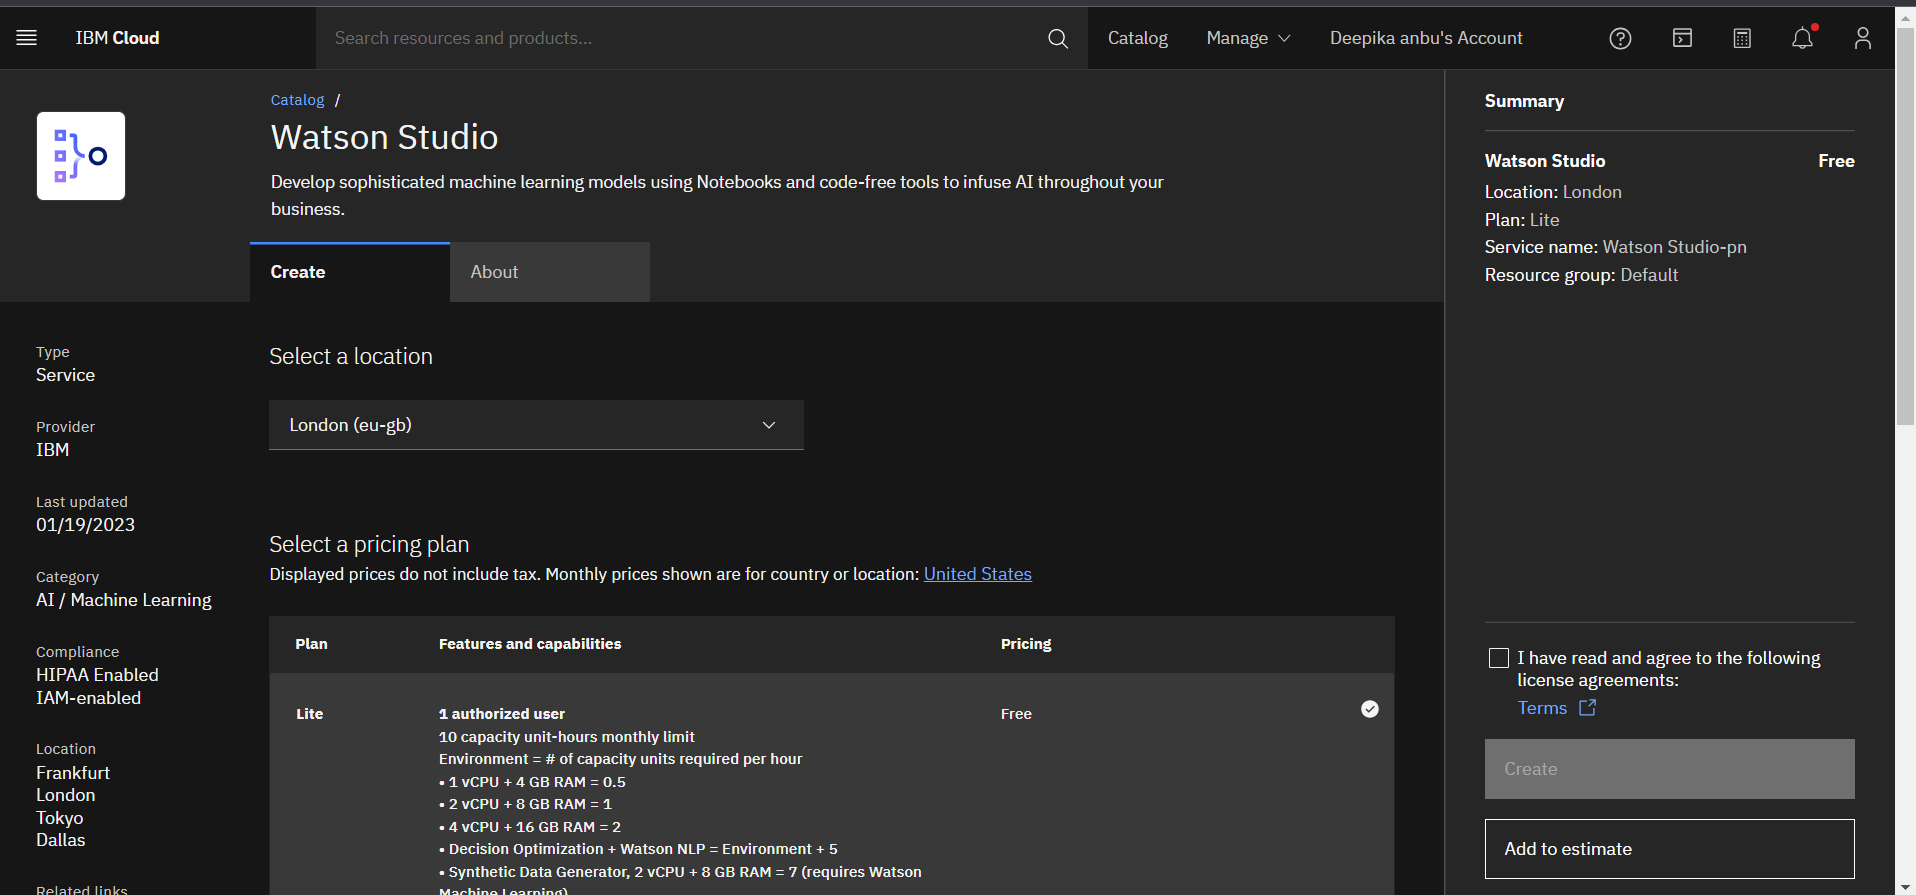 IBM Cloud
Search resources and products...
Catalog
Manage
Deepika anbu's Account
Catalog /
Watson Studio
Develop sophisticated machine learning models using Notebooks and code-free tools to infuse AI throughout your
business.
Create
About
Type
Service
Provider
IBM
Last updated
01/19/2023
Category
AI / Machine Learning
Compliance
HIPAA Enabled
IAM-enabled
Location
Frankfurt
London
Tokyo
Dallas
Related links
Select a location
London (eu-gb)
Select a pricing plan
Displayed prices do not include tax. Monthly prices shown are for country or location: United States
Plan
Features and capabilities
Pricing
Lite
1 authorized user
Free
10 capacity unit-hours monthly limit
Environment = # of capacity units required per hour
• 1 vCPU + 4 GB RAM = 0.5
• 2 vCPU + 8 GB RAM = 1
• 4 vCPU + 16 GB RAM = 2
• Decision Optimization + Watson NLP = Environment + 5
• Synthetic Data Generator, 2 vCPU + 8 GB RAM = 7 (requires Watson
Machine Learning)
Summary
Watson Studio Free
Location: London
Plan: Lite
Service name: Watson Studio-pn
Resource group: Default
I have read and agree to the following
license agreements:
Terms
Create
Add to estimate